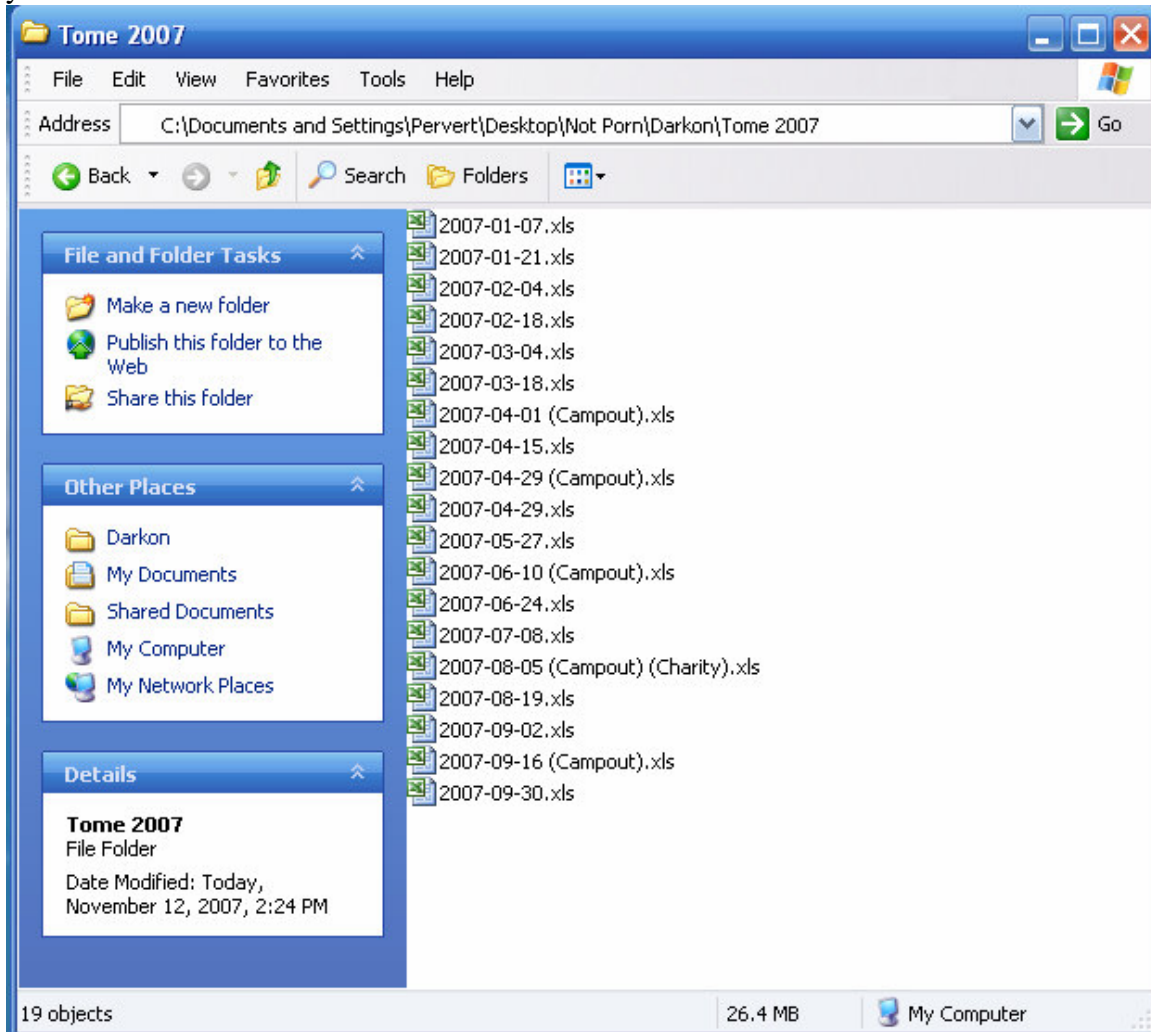 y
Tome 2007
File Edit View Favorites Tools Help
Address C:\Documents and Settings\Pervert\Desktop\Not Porn\Darkon\Tome 2007 Go
Back Search Folders
File and Folder Tasks
Make a new folder
Publish this folder to the
Web
Share this folder
Other Places
Darkon
My Documents
Shared Documents
My Computer
My Network Places
Details
Tome 2007
File Folder
Date Modified: Today,
November 12, 2007, 2:24 PM
2007-01-07.xls
2007-01-21.xls
2007-02-04.xls
2007-02-18.xls
2007-03-04.xls
2007-03-18.xls
2007-04-01 (Campout).xls
2007-04-15.xls
2007-04-29 (Campout).xls
2007-04-29.xls
2007-05-27.xls
2007-06-10 (Campout).xls
2007-06-24.xls
2007-07-08.xls
2007-08-05 (Campout) (Charity).xls
2007-08-19.xls
2007-09-02.xls
2007-09-16 (Campout).xls
2007-09-30.xls
19 objects 26.4 MB My Computer